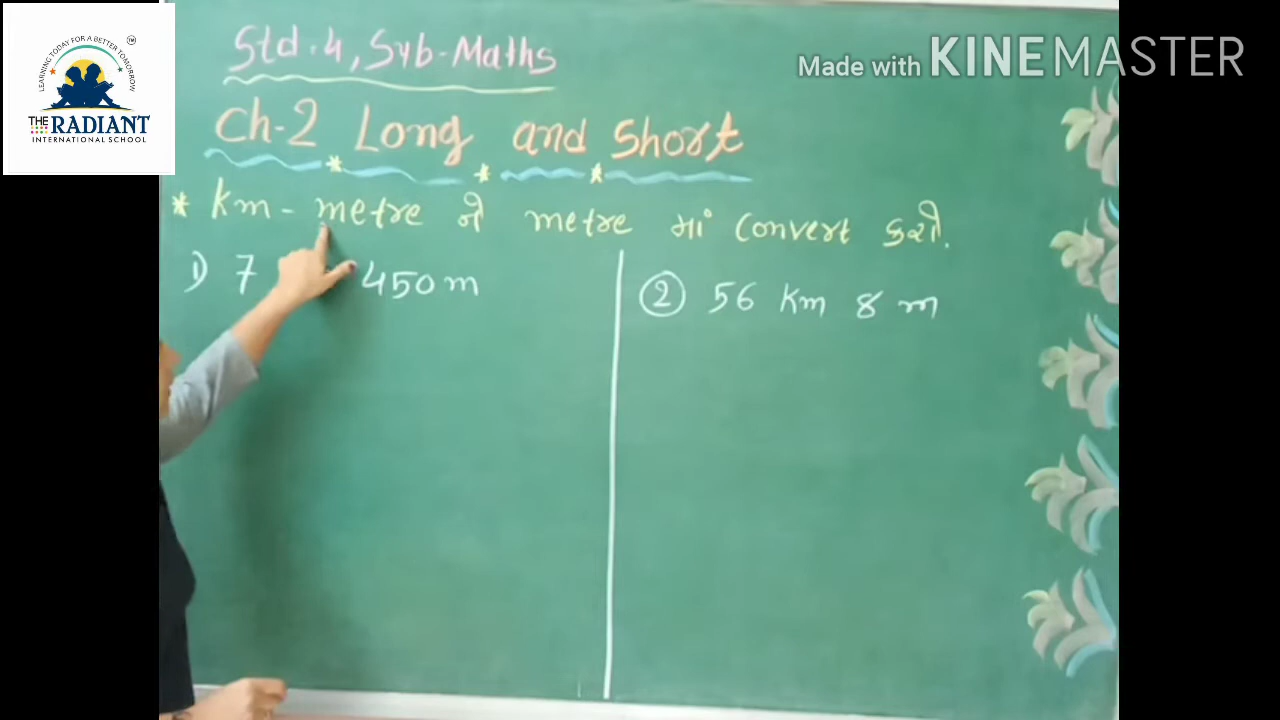 LEARNING TODAY FOR A BETTER TOMORROW
TM
THE RADIANT
INTERNATIONAL SCHOOL
Made with KINEMASTER
Std-4, Sub-Maths
Ch-2 Long and Short
* Km - metre ને metre માં convert કરો.
1) 7 450 m
② 56 Km 8 m